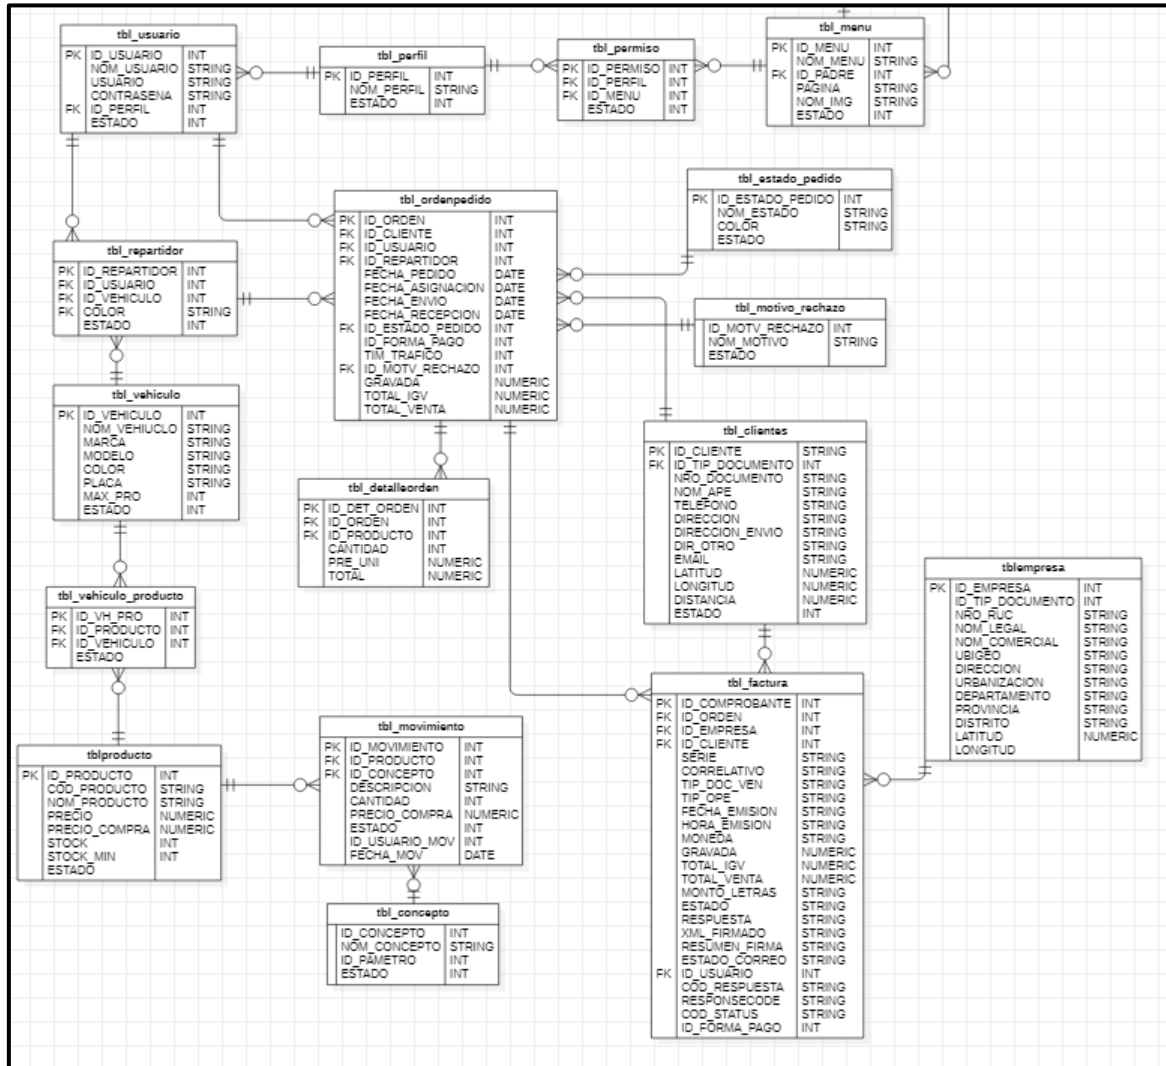 tbl_usuario
PK ID_USUARIO INT
NOM_USUARIO STRING
USUARIO STRING
CONTRASENA STRING
FK ID_PERFIL INT
ESTADO INT
tbl_perfil
PK ID_PERFIL INT
NOM_PERFIL STRING
ESTADO INT
tbl_permiso
PK ID_PERMISO INT
FK ID_PERFIL INT
FK ID_MENU INT
ESTADO INT
tbl_menu
PK ID_MENU INT
NOM_MENU STRING
FK ID_PADRE INT
PAGINA STRING
NOM_IMG STRING
ESTADO INT
tbl_ordenpedido
PK ID_ORDEN INT
FK ID_CLIENTE INT
FK ID_USUARIO INT
FK ID_REPARTIDOR INT
FECHA_PEDIDO DATE
FECHA_ASIGNACION DATE
FECHA_ENVIO DATE
FECHA_RECEPCION DATE
FK ID_ESTADO_PEDIDO INT
ID_FORMA_PAGO INT
TIM_TRAFICO INT
FK ID_MOTV_RECHAZO INT
GRAVADA NUMERIC
TOTAL_IGV NUMERIC
TOTAL_VENTA NUMERIC
tbl_estado_pedido
PK ID_ESTADO_PEDIDO INT
NOM_ESTADO STRING
COLOR STRING
ESTADO
tbl_repartidor
PK ID_REPARTIDOR INT
FK ID_USUARIO INT
FK ID_VEHICULO INT
FK COLOR STRING
ESTADO INT
tbl_motivo_rechazo
ID_MOTV_RECHAZO INT
NOM_MOTIVO STRING
ESTADO
tbl_vehiculo
PK ID_VEHICULO INT
NOM_VEHIUCLO STRING
MARCA STRING
MODELO STRING
COLOR STRING
PLACA STRING
MAX_PRO INT
ESTADO INT
tbl_detalleorden
PK ID_DET_ORDEN INT
FK ID_ORDEN INT
FK ID_PRODUCTO INT
CANTIDAD INT
PRE_UNI NUMERIC
TOTAL NUMERIC
tbl_clientes
PK ID_CLIENTE STRING
FK ID_TIP_DOCUMENTO INT
NRO_DOCUMENTO STRING
NOM_APE STRING
TELEFONO STRING
DIRECCION STRING
DIRECCION_ENVIO STRING
DIR_OTRO STRING
EMAIL STRING
LATITUD NUMERIC
LONGITUD NUMERIC
DISTANCIA NUMERIC
ESTADO INT
tbl_vehiculo_producto
PK ID_VH_PRO INT
FK ID_PRODUCTO INT
FK ID_VEHICULO INT
ESTADO
tblempresa
PK ID_EMPRESA INT
ID_TIP_DOCUMENTO INT
NRO_RUC STRING
NOM_LEGAL STRING
NOM_COMERCIAL STRING
UBIGEO STRING
DIRECCION STRING
URBANIZACION STRING
DEPARTAMENTO STRING
PROVINCIA STRING
DISTRITO STRING
LATITUD NUMERIC
LONGITUD
tblproducto
PK ID_PRODUCTO INT
COD_PRODUCTO STRING
NOM_PRODUCTO STRING
PRECIO NUMERIC
PRECIO_COMPRA NUMERIC
STOCK INT
STOCK_MIN INT
ESTADO
tbl_movimiento
PK ID_MOVIMIENTO INT
FK ID_PRODUCTO INT
FK ID_CONCEPTO INT
DESCRIPCION STRING
CANTIDAD INT
PRECIO_COMPRA NUMERIC
ESTADO INT
ID_USUARIO_MOV INT
FECHA_MOV DATE
tbl_concepto
ID_CONCEPTO INT
NOM_CONCEPTO STRING
ID_PAMETRO INT
ESTADO INT
tbl_factura
PK ID_COMPROBANTE INT
FK ID_ORDEN INT
FK ID_EMPRESA INT
FK ID_CLIENTE INT
SERIE STRING
CORRELATIVO STRING
TIP_DOC_VEN STRING
TIP_OPE STRING
FECHA_EMISION STRING
HORA_EMISION STRING
MONEDA STRING
GRAVADA NUMERIC
TOTAL_IGV NUMERIC
TOTAL_VENTA NUMERIC
MONTO_LETRAS STRING
ESTADO STRING
RESPUESTA STRING
XML_FIRMADO STRING
RESUMEN_FIRMA STRING
ESTADO_CORREO STRING
FK ID_USUARIO INT
COD_RESPUESTA STRING
RESPONSECODE STRING
COD_STATUS STRING
ID_FORMA_PAGO INT